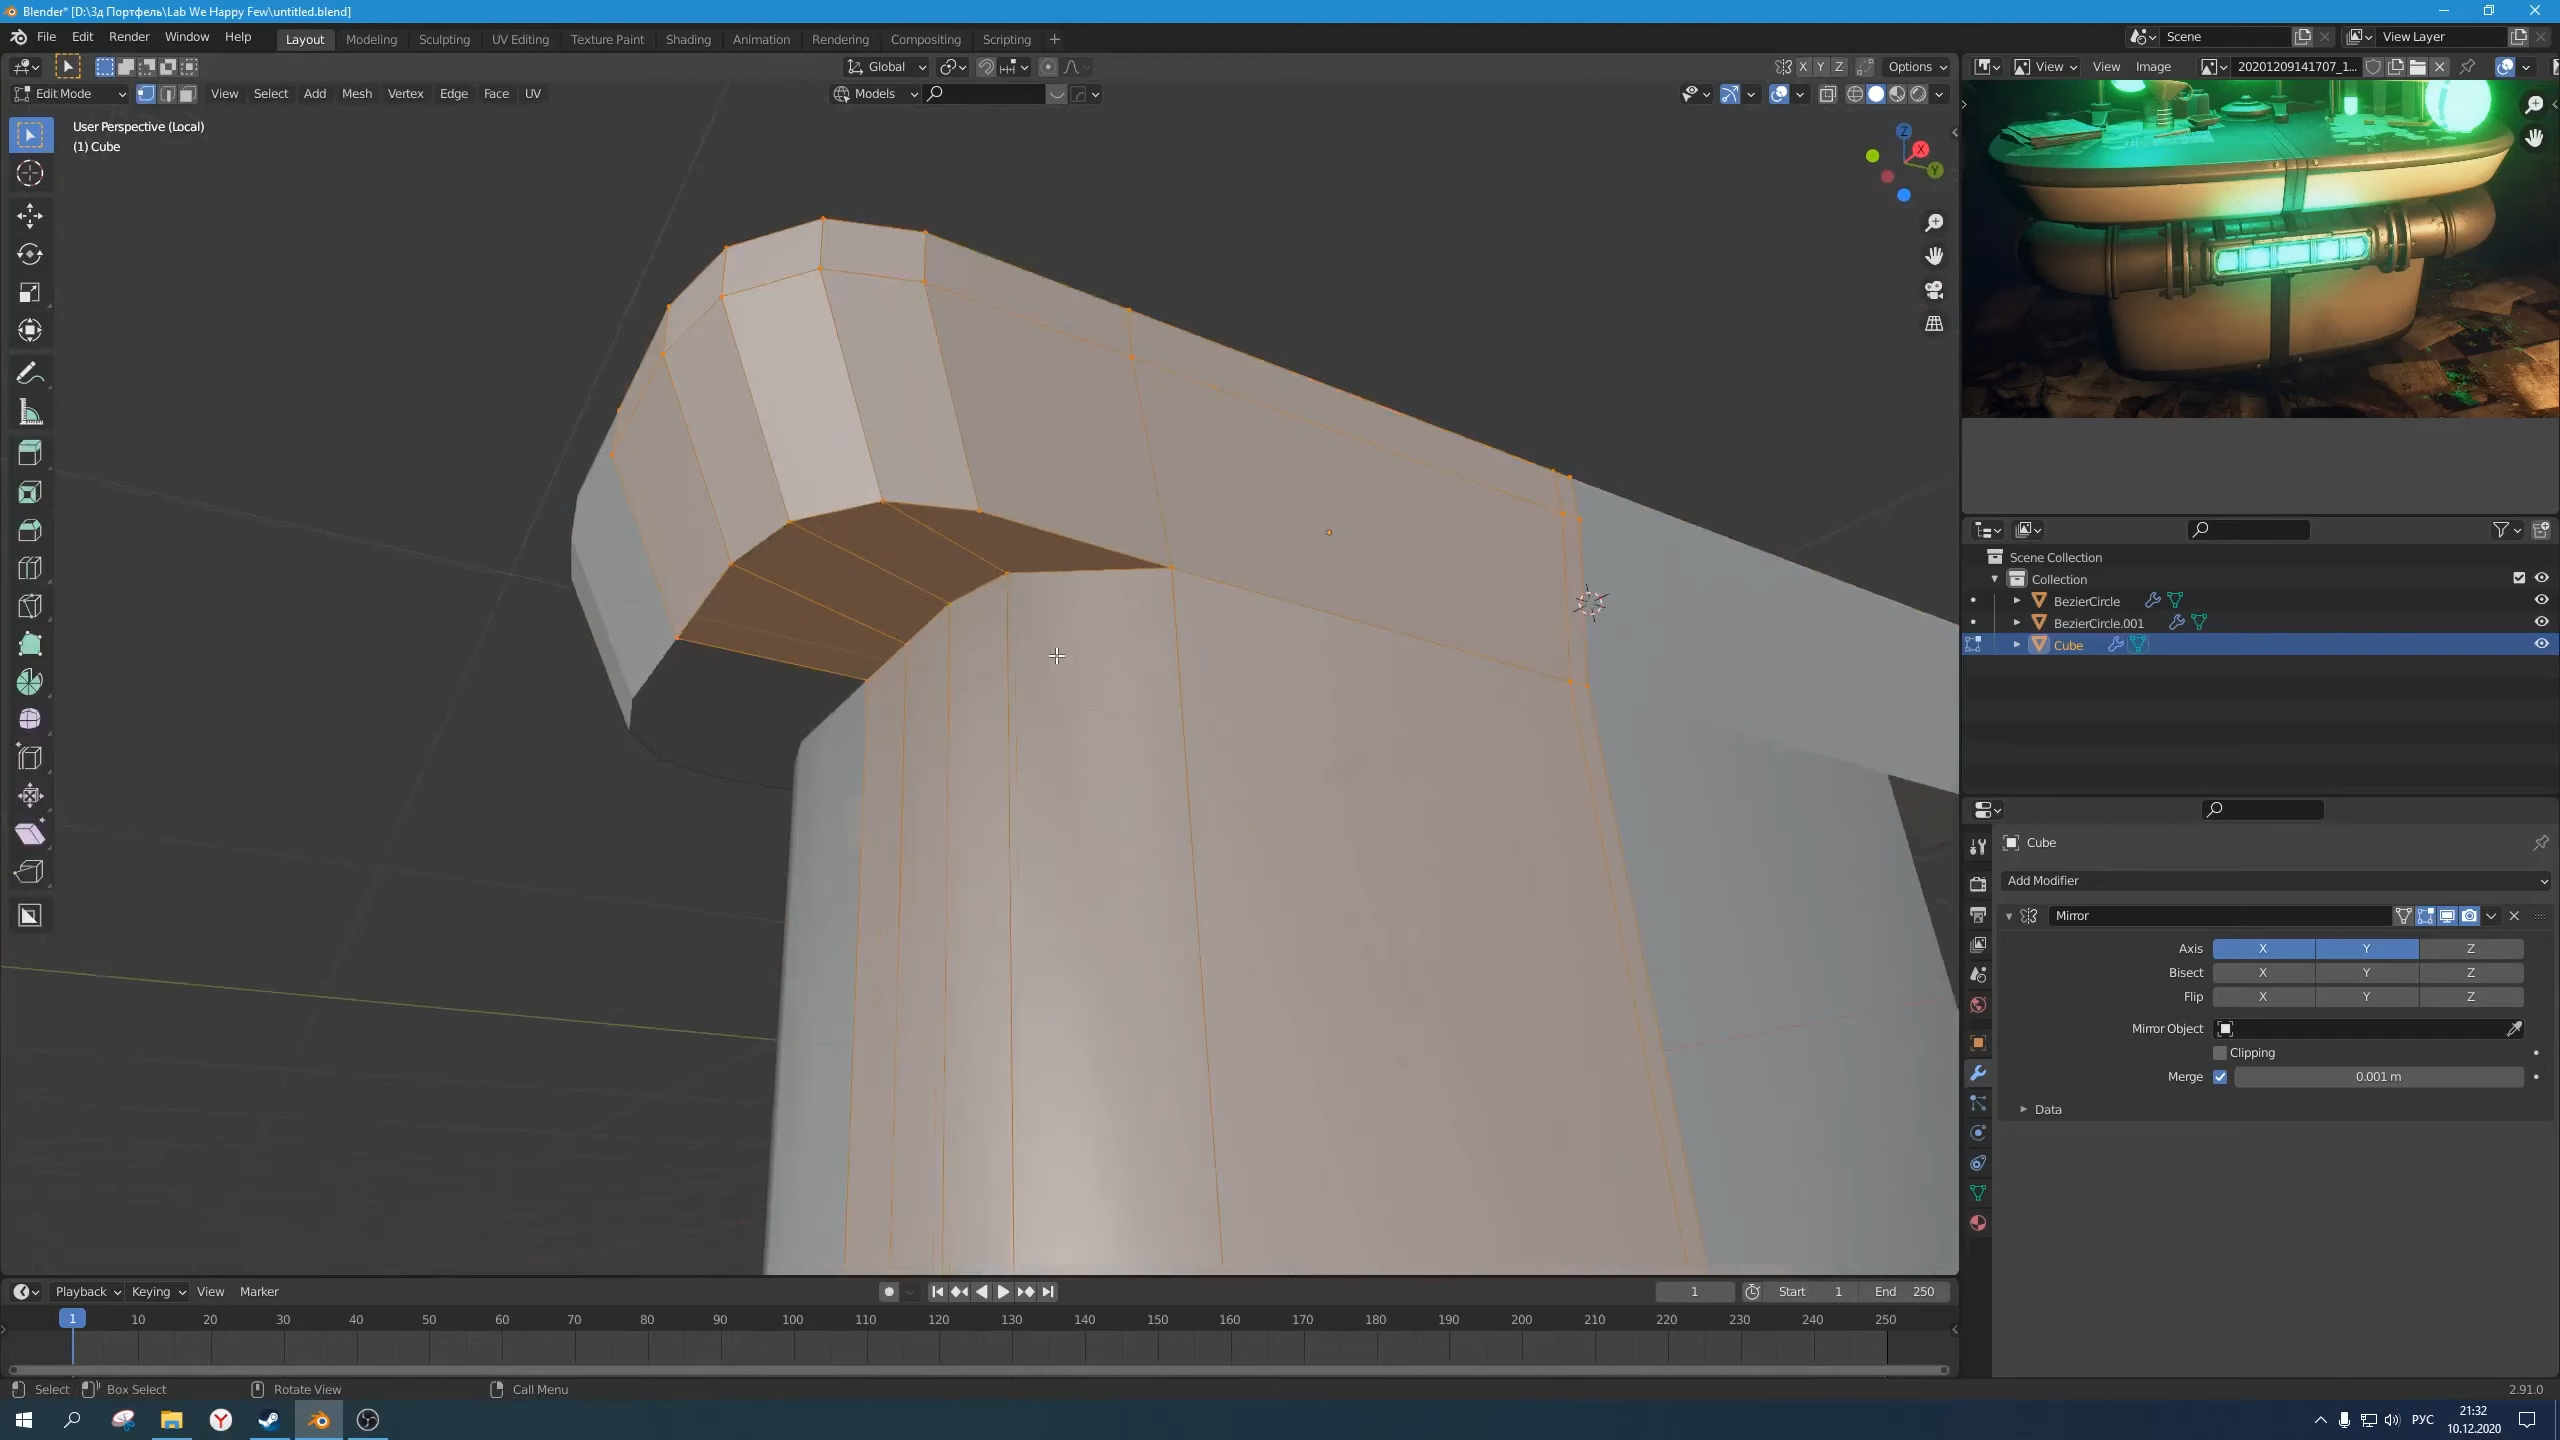 Blender* [D:\3д Портфель\Lab We Happy Few\untitled.blend]
File Edit Render Window Help Layout Modeling Sculpting UV Editing Texture Paint Shading Animation Rendering Compositing Scripting + Scene View Layer
Global X Y Z Options View View Image 20201209141707_1...
Edit Mode View Select Add Mesh Vertex Edge Face UV Models
User Perspective (Local)
(1) Cube
Z
X
Y
Scene Collection
Collection
BezierCircle
BezierCircle.001
Cube
Cube
Add Modifier
Mirror
Axis X Y Z
Bisect X Y Z
Flip X Y Z
Mirror Object
Clipping
Merge 0.001 m
Data
Playback Keying View Marker 1 Start 1 End 250
1 10 20 30 40 50 60 70 80 90 100 110 120 130 140 150 160 170 180 190 200 210 220 230 240 250
Select Box Select Rotate View Call Menu 2.91.0
РУС
21:32
10.12.2020